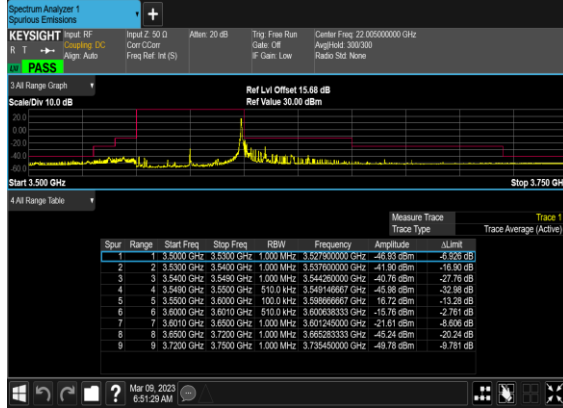 Spectrum Analyzer 1
Spurious Emissions
+
KEYSIGHT Input: RF Input Z: 50 Ω Atten: 20 dB Trig: Free Run Center Freq: 22.005000000 GHz
R T Coupling: DC Corr CCorr Gate: Off Avg|Hold: 300/300
Align: Auto Freq Ref: Int (S) IF Gain: Low Radio Std: None
PASS
3 All Range Graph
Ref Lvl Offset 15.68 dB
Scale/Div 10.0 dB Ref Value 30.00 dBm
20.0
0.00
-20.0
-40.0
-60.0
Start 3.500 GHz Stop 3.750 GH
4 All Range Table
Measure Trace Trace 1
Trace Type Trace Average (Active)
Spur Range Start Freq Stop Freq RBW Frequency Amplitude ΔLimit
1 1 3.5000 GHz 3.5300 GHz 1.000 MHz 3.527900000 GHz -46.93 dBm -6.926 dB
2 2 3.5300 GHz 3.5400 GHz 1.000 MHz 3.537600000 GHz -41.90 dBm -16.90 dB
3 3 3.5400 GHz 3.5490 GHz 1.000 MHz 3.544260000 GHz -40.76 dBm -27.76 dB
4 4 3.5490 GHz 3.5500 GHz 510.0 kHz 3.549146667 GHz -45.98 dBm -32.98 dB
5 5 3.5500 GHz 3.6000 GHz 100.0 kHz 3.598666667 GHz 16.72 dBm -13.28 dB
6 6 3.6000 GHz 3.6010 GHz 510.0 kHz 3.600638333 GHz -15.76 dBm -2.761 dB
7 7 3.6010 GHz 3.6500 GHz 1.000 MHz 3.601245000 GHz -21.61 dBm -8.606 dB
8 8 3.6500 GHz 3.7200 GHz 1.000 MHz 3.665283333 GHz -45.24 dBm -20.24 dB
9 9 3.7200 GHz 3.7500 GHz 1.000 MHz 3.735450000 GHz -49.78 dBm -9.781 dB
? Mar 09, 2023
6:51:29 AM